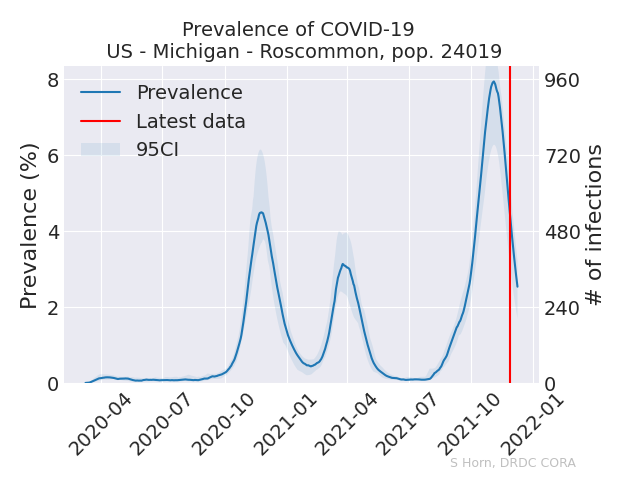 Prevalence of COVID-19
US - Michigan - Roscommon, pop. 24019
Prevalence
Latest data
95CI
Prevalence (%)
8
6
4
2
0
960
720
480
240
0
# of infections
2020-04
2020-07
2020-10
2021-01
2021-04
2021-07
2021-10
2022-01
S Horn, DRDC CORA